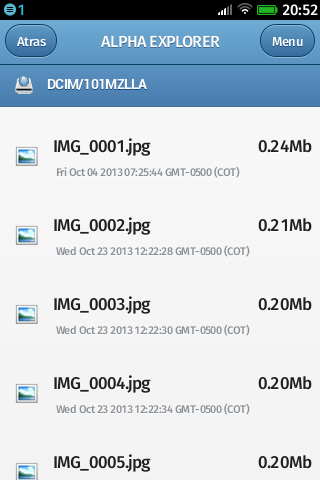 1 20:52
Atras ALPHA EXPLORER Menu
DCIM/101MZLLA
IMG_0001.jpg 0.24Mb
Fri Oct 04 2013 07:25:44 GMT-0500 (COT)
IMG_0002.jpg 0.21Mb
Wed Oct 23 2013 12:22:28 GMT-0500 (COT)
IMG_0003.jpg 0.20Mb
Wed Oct 23 2013 12:22:30 GMT-0500 (COT)
IMG_0004.jpg 0.20Mb
Wed Oct 23 2013 12:22:34 GMT-0500 (COT)
IMG_0005.jpg 0.20Mb